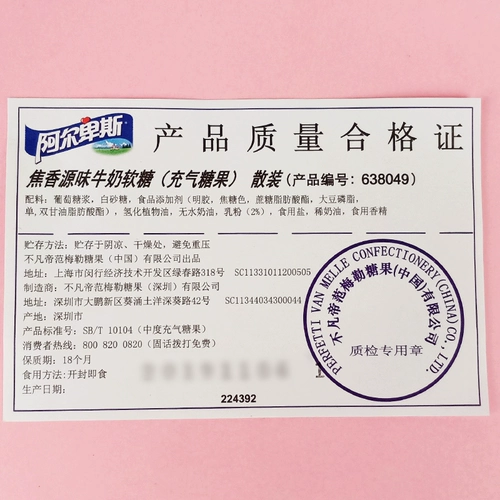 阿尔卑斯
产品质量合格证
焦香源味牛奶软糖（充气糖果） 散装（产品编号：638049）
配料：葡萄糖浆，白砂糖，食品添加剂（明胶，焦糖色，蔗糖脂肪酸酯，大豆磷脂
单，双甘油脂肪酸酯），氢化植物油，无水奶油，乳粉（2%），食用盐，稀奶油，食用香精
贮存方法：贮存于阴凉、干燥处，避免重压
不凡帝范梅勒糖果（中国）有限公司出品
地址：上海市闵行经济技术开发区绿春路318号 SC11331011200505
制造商：不凡帝范梅勒糖果（深圳）有限公司
地址：深圳市大鹏新区葵涌土洋深葵路42号 SC11344034300044
产地：深圳市
产品标准号：SB/T 10104（中度充气糖果）
消费者热线：800 820 0820（固话拨打免费）
保质期：18个月
食用方法：开封即食
生产日期：
224392
PERFETTI VAN MELLE CONFECTIONERY(CHINA)CO., LTD.
不凡帝范梅勒糖果(中国)有限公司
质检专用章